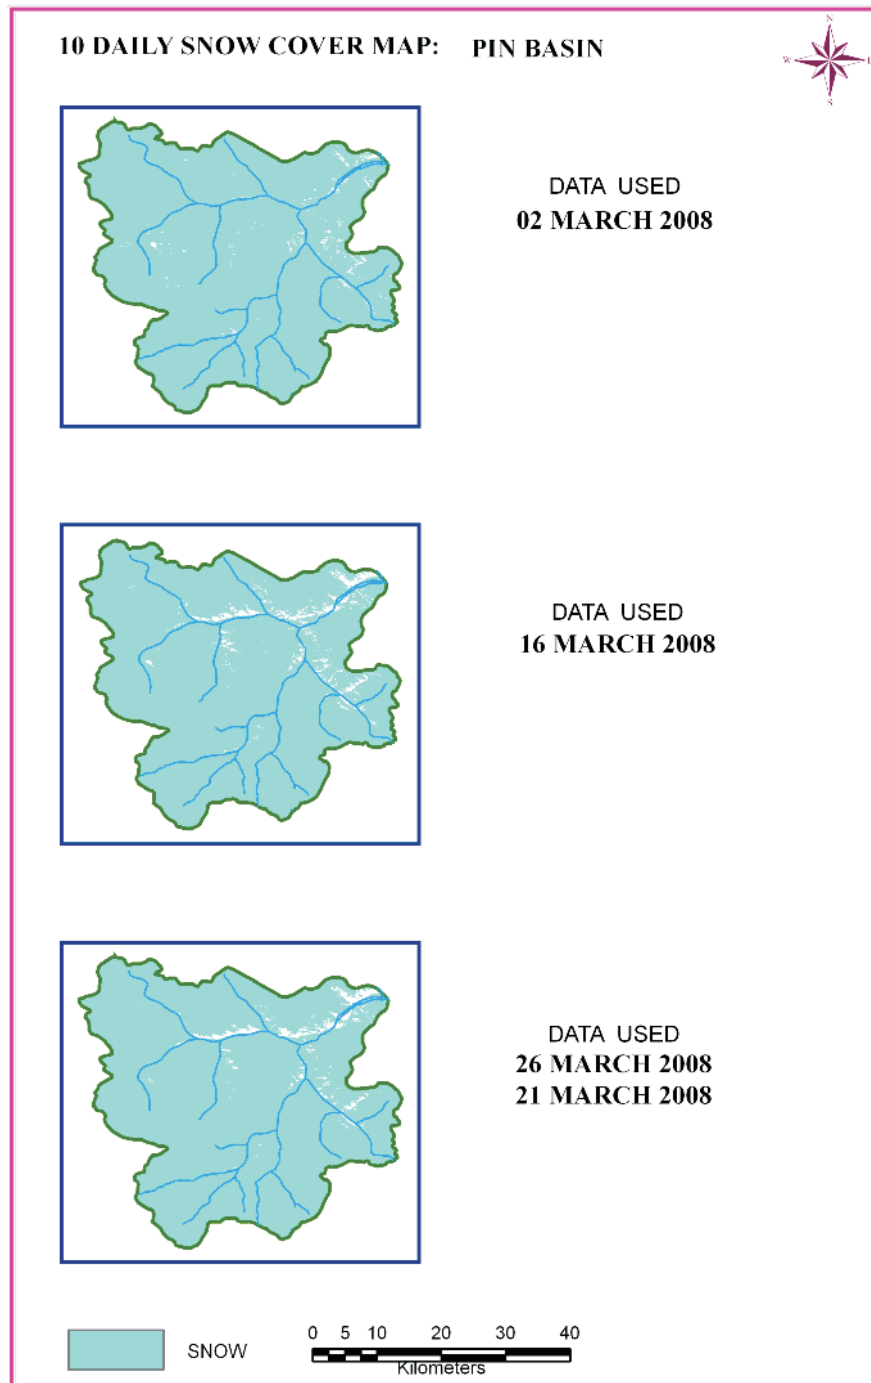 10 DAILY SNOW COVER MAP: PIN BASIN
N
W
S
DATA USED
02 MARCH 2008
DATA USED
16 MARCH 2008
DATA USED
26 MARCH 2008
21 MARCH 2008
SNOW
0 5 10 20 30 40
Kilometers